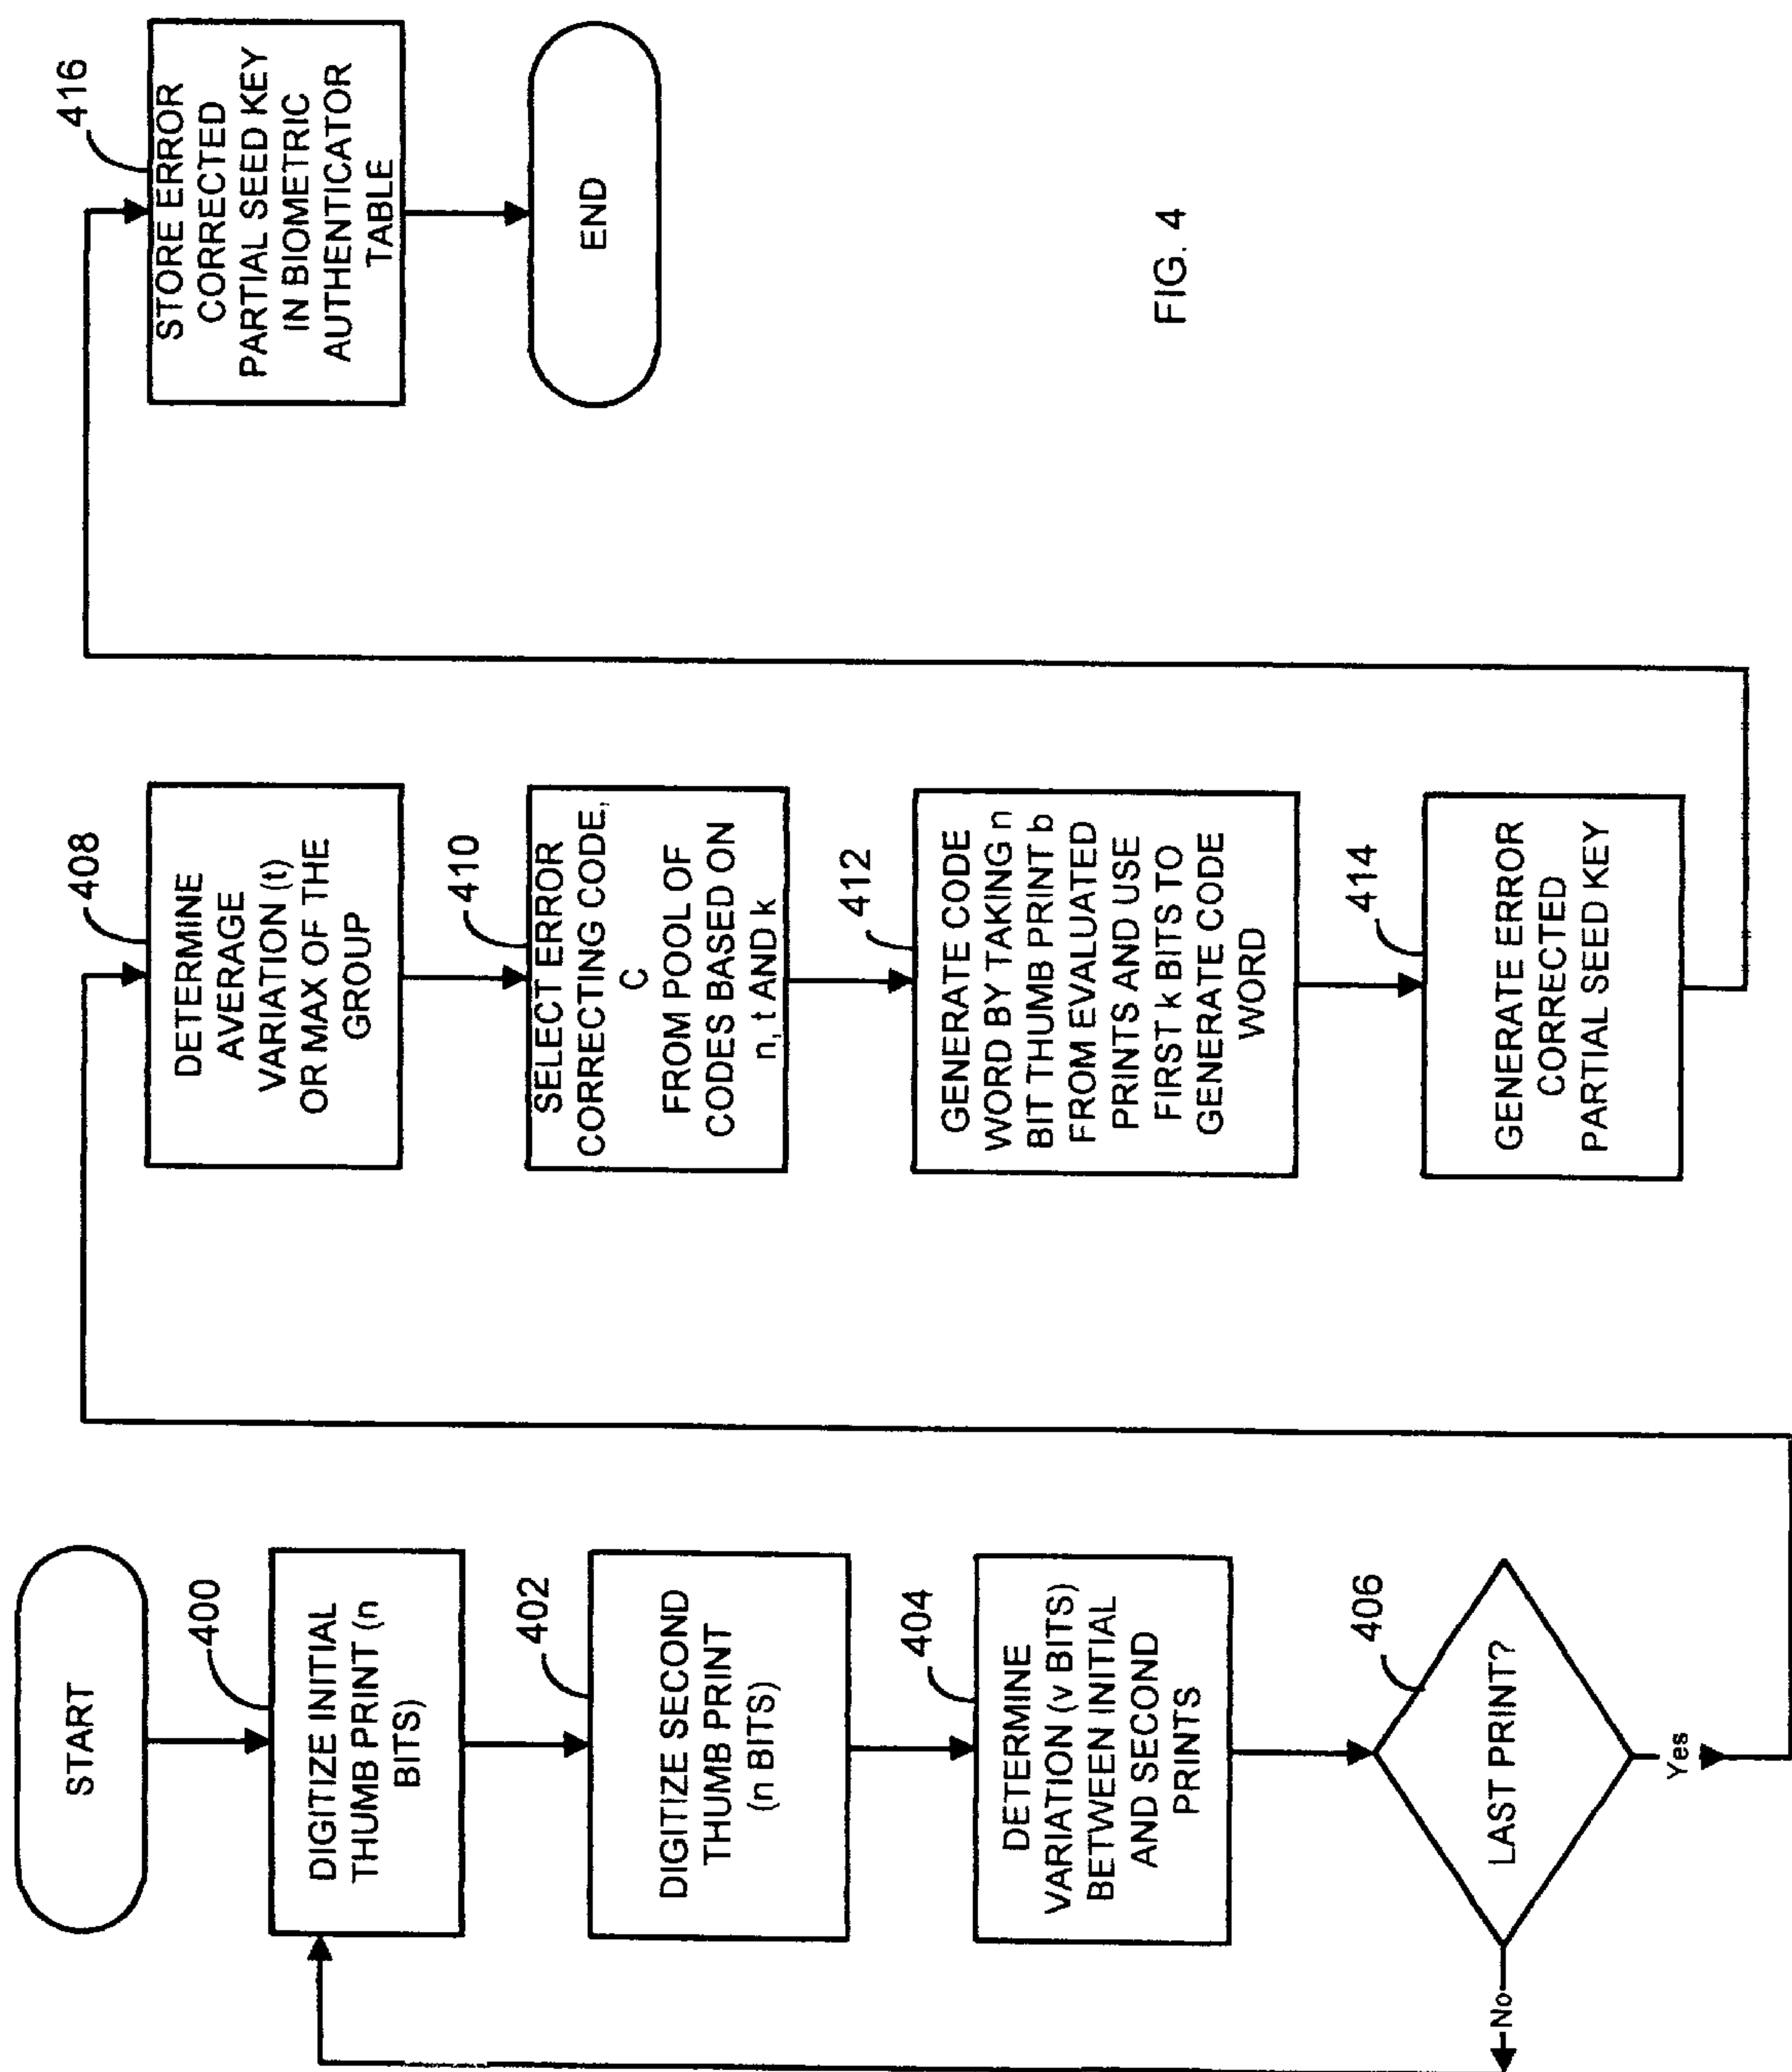 START
400
DIGITIZE INITIAL
THUMB PRINT (n
BITS)
402
DIGITIZE SECOND
THUMB PRINT
(n BITS)
404
DETERMINE
VARIATION (v BITS)
BETWEEN INITIAL
AND SECOND
PRINTS
406
LAST PRINT?
No
Yes
408
DETERMINE
AVERAGE
VARIATION (t)
OR MAX OF THE
GROUP
410
SELECT ERROR
CORRECTING CODE,
C
FROM POOL OF
CODES BASED ON
n, t AND k
412
GENERATE CODE
WORD BY TAKING n
BIT THUMB PRINT b
FROM EVALUATED
PRINTS AND USE
FIRST k BITS TO
GENERATE CODE
WORD
414
GENERATE ERROR
CORRECTED
PARTIAL SEED KEY
416
STORE ERROR
CORRECTED
PARTIAL SEED KEY
IN BIOMETRIC
AUTHENTICATOR
TABLE
END
FIG. 4